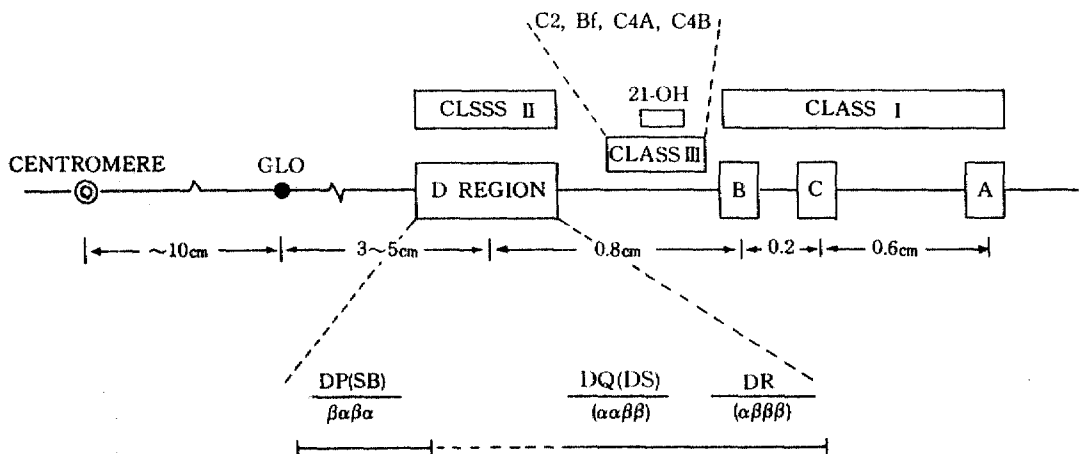 C2, Bf, C4A, C4B
CLSSS II
21-OH
CLASS I
CLASS III
CENTROMERE
GLO
D REGION
B
C
A
~10cm
3~5cm
0.8cm
0.2
0.6cm
DP(SB)
DQ(DS)
DR
βαβα
(ααββ)
(αβββ)